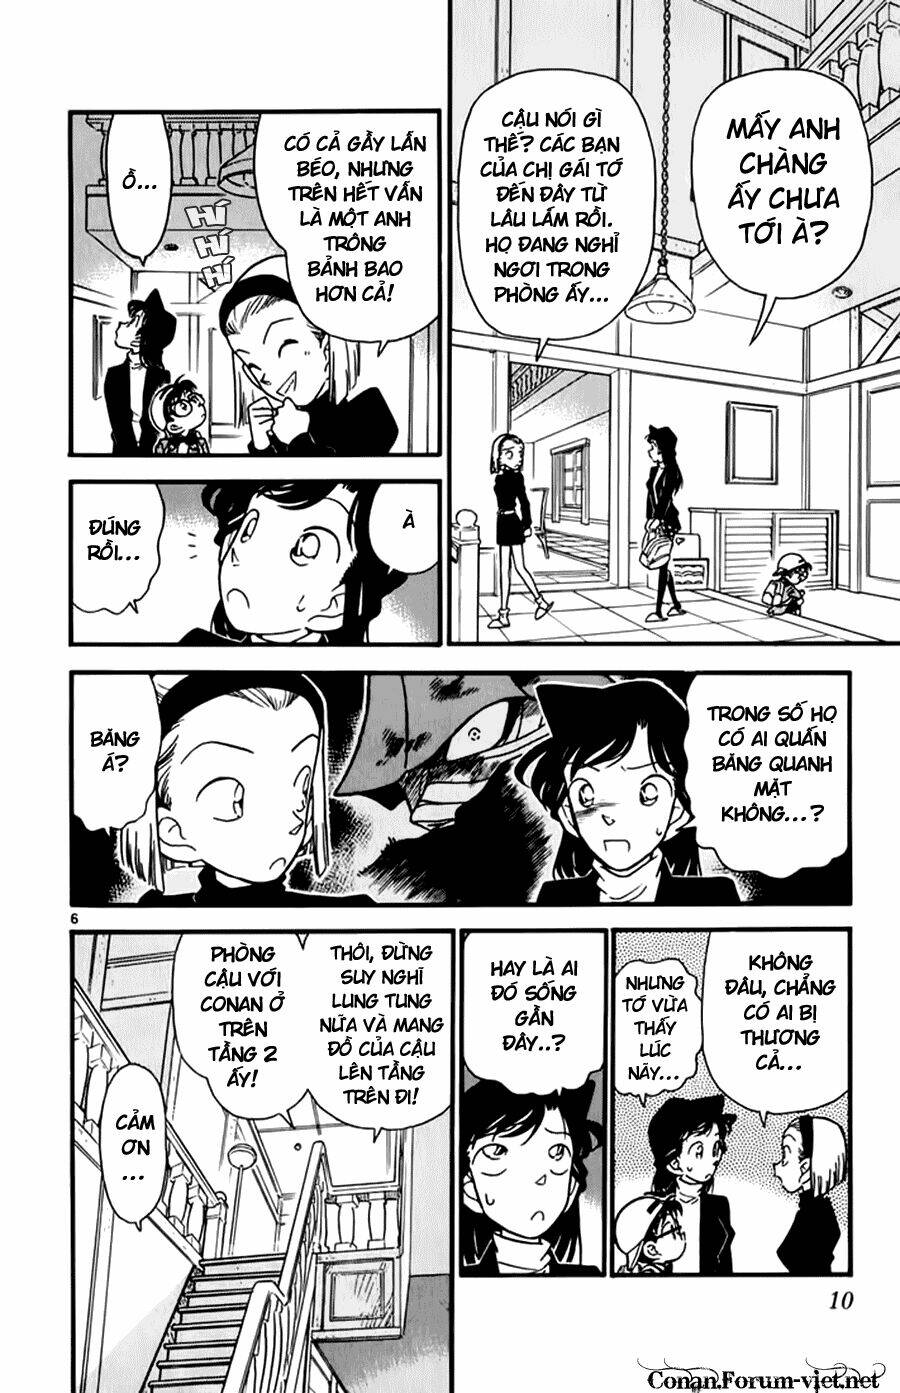 MẤY ANH
CHÀNG
ẤY CHƯA
TỚI À?
CẬU NÓI GÌ
THẾ? CÁC BẠN
CỦA CHỊ GÁI TỚ
ĐẾN ĐÂY TỪ
LÂU LẮM RỒI.
HỌ ĐANG NGHỈ
NGƠI TRONG
PHÒNG ẤY...
CÓ CẢ GẦY LẪN
BÉO, NHƯNG
TRÊN HẾT VẪN
LÀ MỘT ANH
TRÔNG
BẢNH BAO
HƠN CẢ!
HÍ
HÍ
HÍ
Ồ...
À
ĐÚNG
RỒI...
TRONG SỐ HỌ
CÓ AI QUẤN
BĂNG QUANH
MẶT
KHÔNG...?
BĂNG
Á?
6
KHÔNG
ĐÂU, CHẲNG
CÓ AI BỊ
THƯƠNG
CẢ...
NHƯNG
TỚ VỪA
THẤY
LÚC
NÃY...
HAY LÀ AI
ĐÓ SỐNG
GẦN
ĐÂY..?
THÔI, ĐỪNG
SUY NGHĨ
LUNG TUNG
NỮA VÀ MANG
ĐỒ CỦA CẬU
LÊN TẦNG
TRÊN ĐI!
PHÒNG
CẬU VỚI
CONAN Ở
TRÊN
TẦNG 2
ẤY!
CẢM
ƠN
...
10
Conan.Forum-viet.net